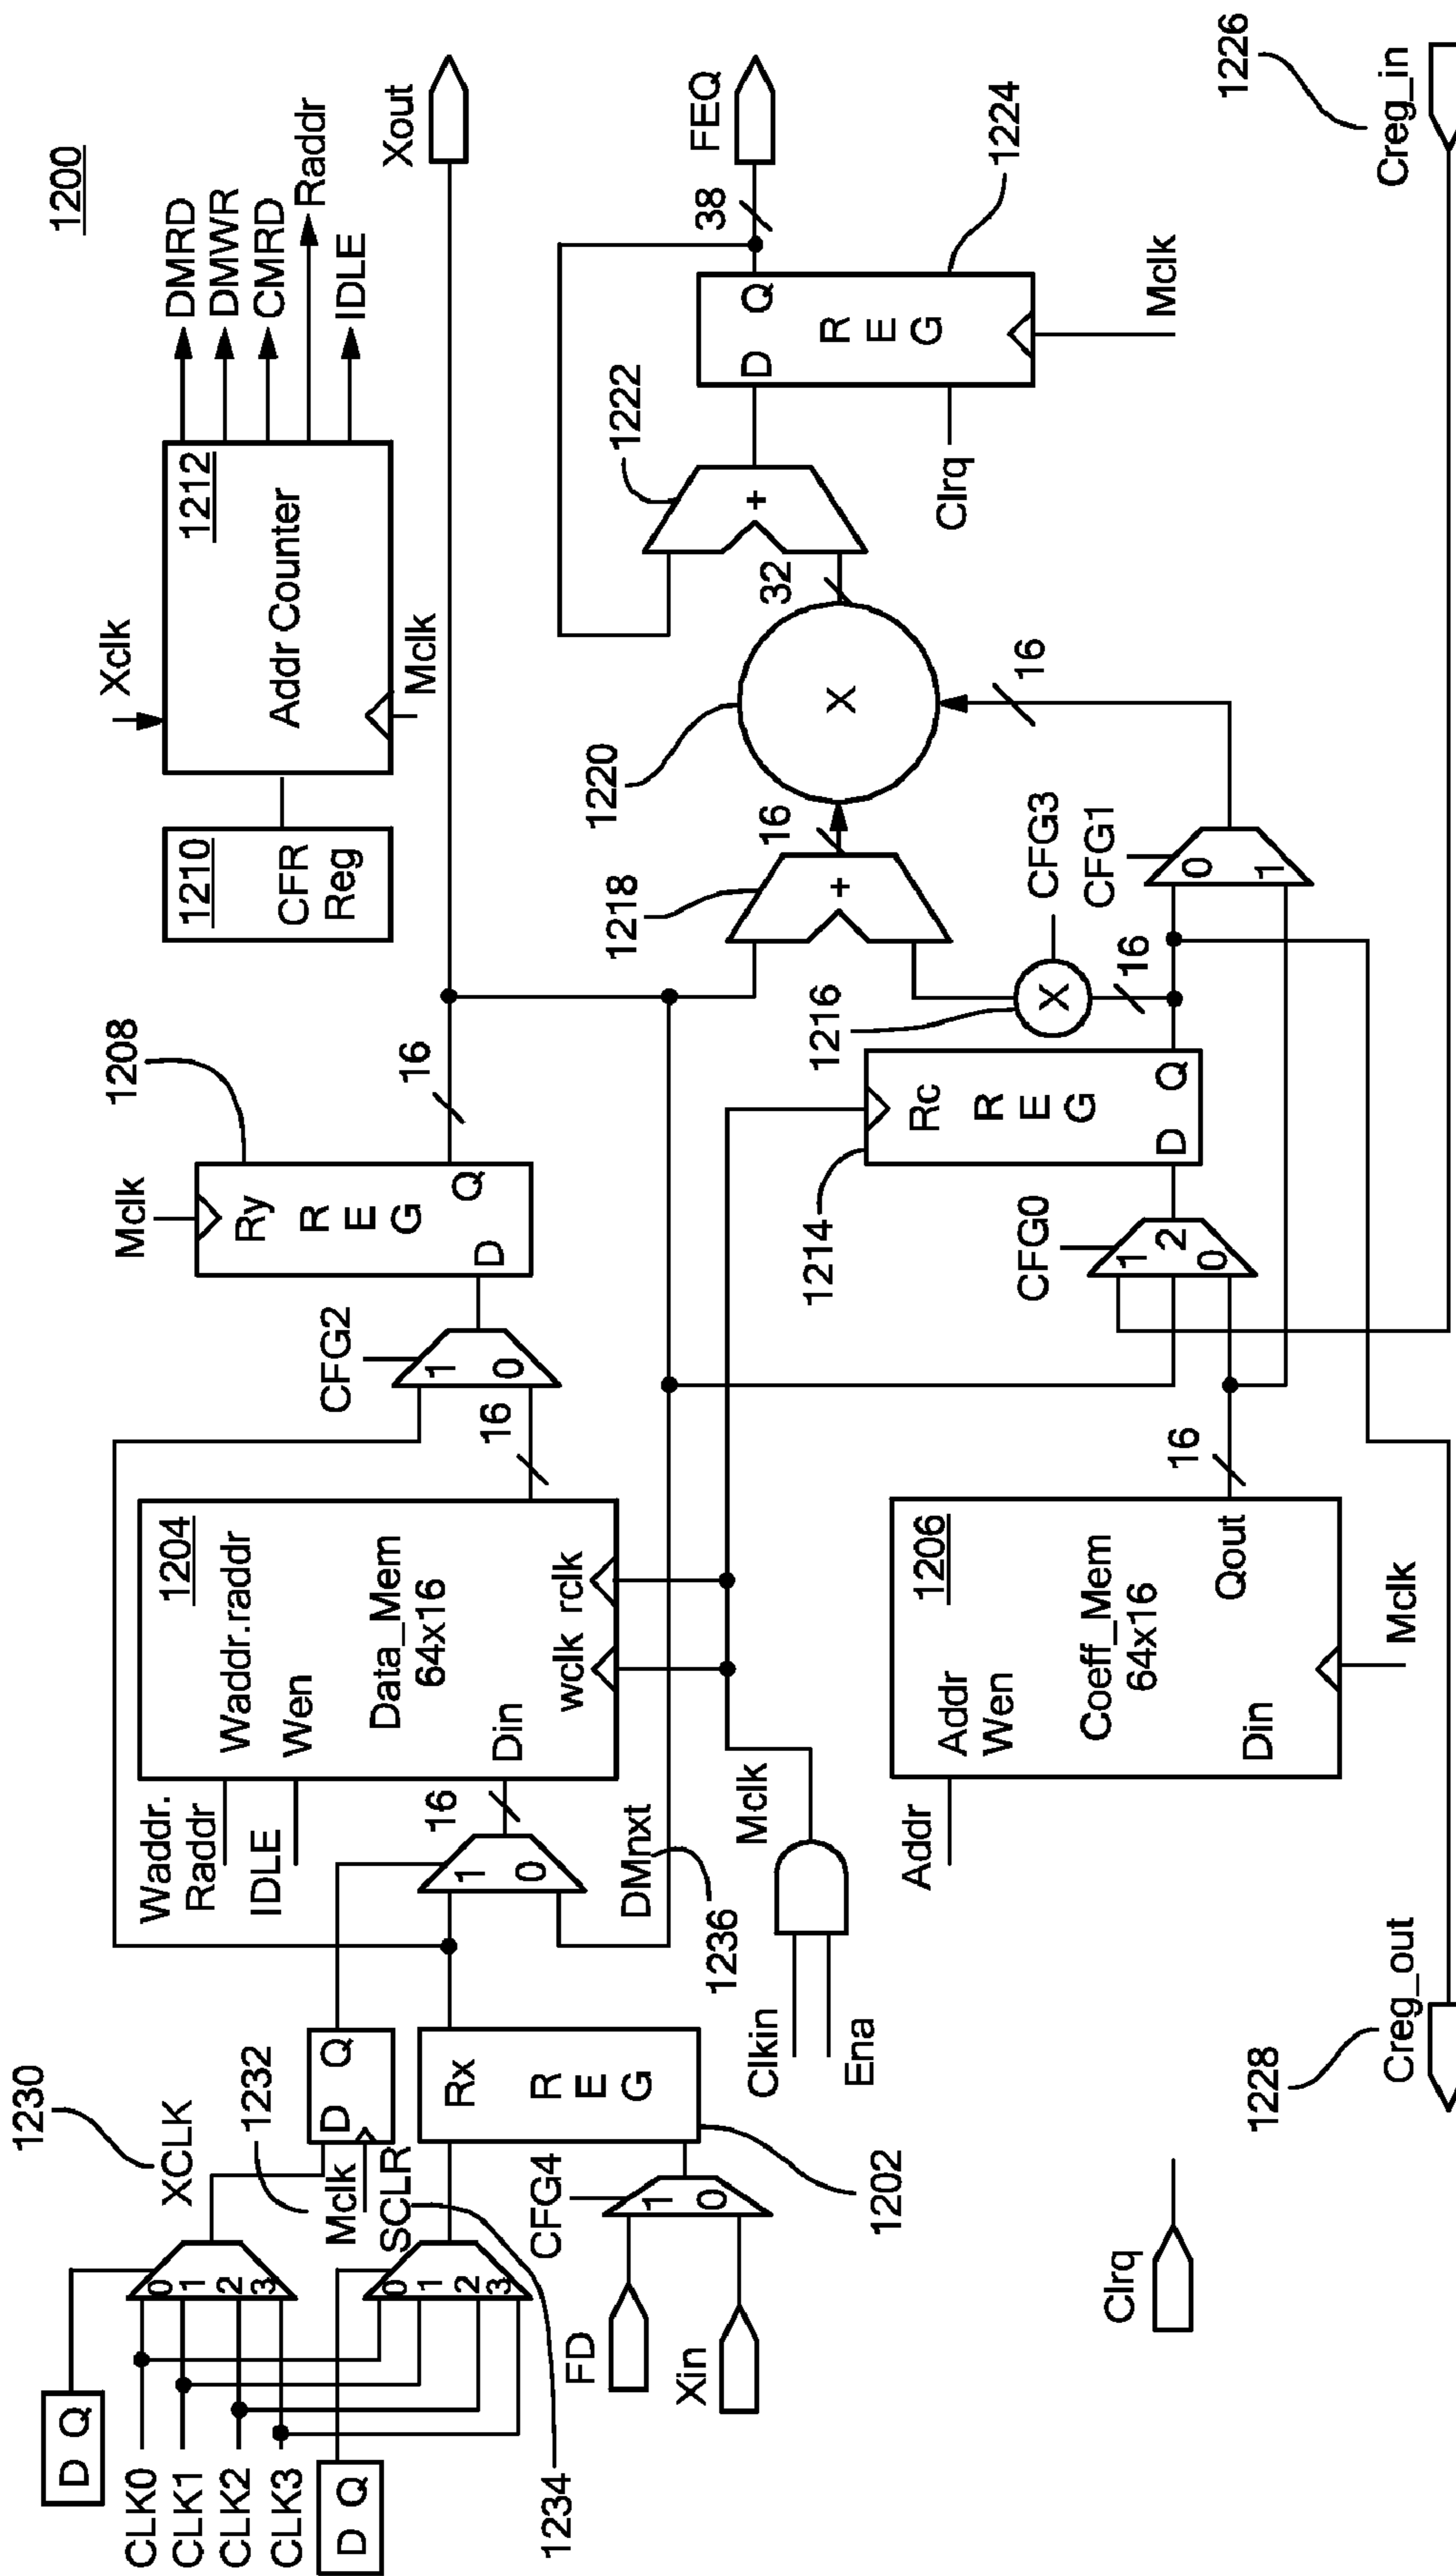 1200
1230
XCLK
D Q
CLK0
CLK1
CLK2
CLK3
D Q
1234
0
1
2
3
0
1
2
3
Mclk
1232
SCLR
D Q
Rx
REG
1202
CFG4
1
0
FD
Xin
Waddr.
Raddr
IDLE
1
0
16
DMnxt
1236
1204
Waddr.raddr
Wen
Data_Mem
64x16
Din
wclk rclk
16
CFG2
1
0
Mclk
Ry
REG
D
Q
1208
16
1210
CFR
Reg
Xclk
1212
Addr Counter
Mclk
DMRD
DMWR
CMRD
Raddr
IDLE
Xout
Clkin
Ena
Mclk
Addr
1206
Addr
Wen
Coeff_Mem
64x16
Din
Qout
Mclk
16
CFG0
1
2
0
1214
Rc
REG
D
Q
1216
X
16
CFG3
CFG1
0
1
1218
+
16
1220
X
16
32
1222
+
Clrq
D
Q
REG
1224
Mclk
38
FEQ
Clrq
1228
Creg_out
1226
Creg_in